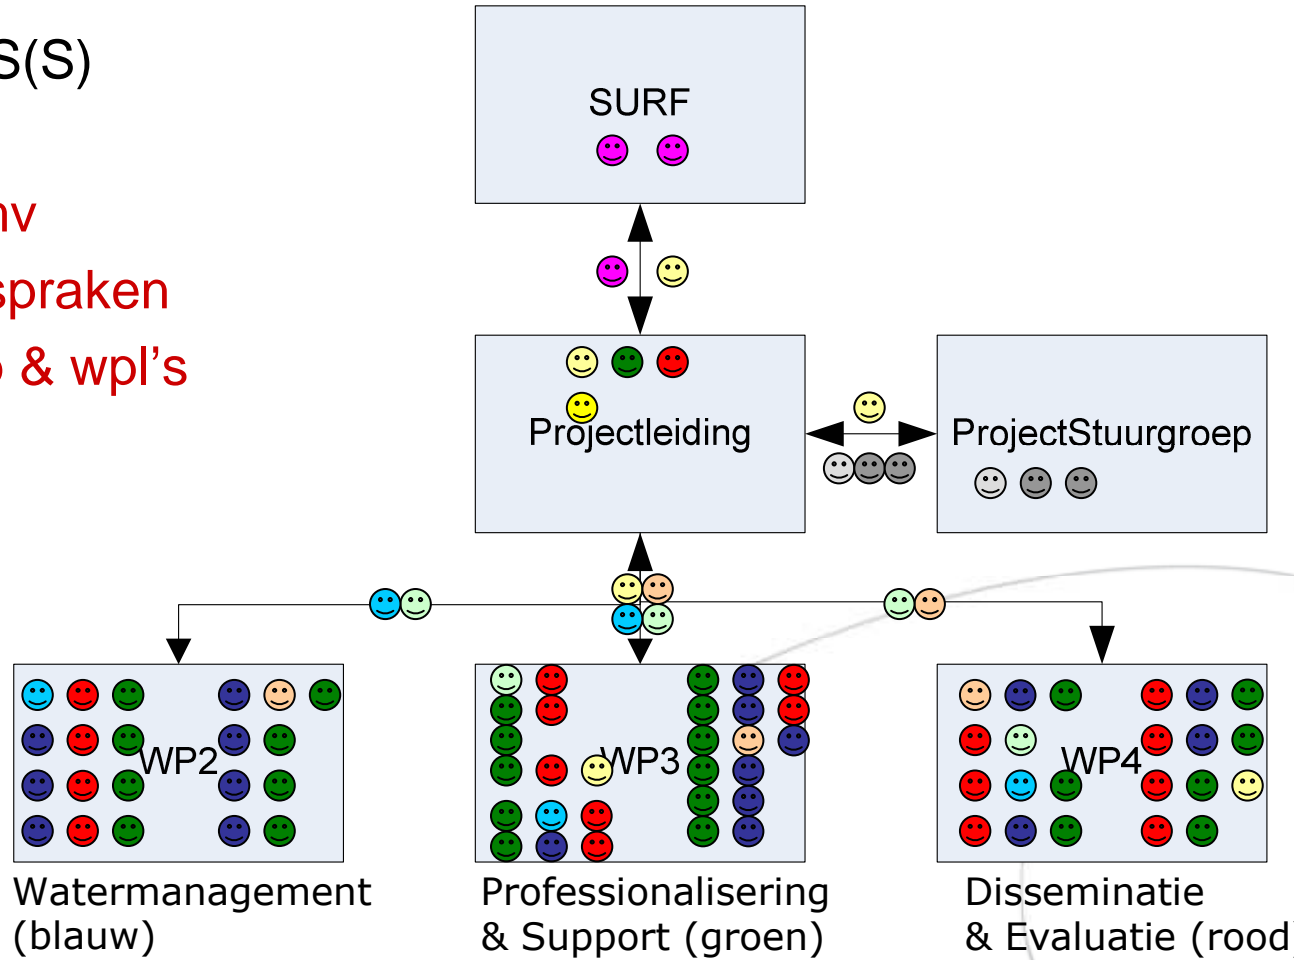 S(S)
nv
spraken
& wpl's
SURF
Projectleiding
ProjectStuurgroep
WP2
WP3
WP4
Watermanagement
(blauw)
Professionalisering
& Support (groen)
Disseminatie
& Evaluatie (rood)